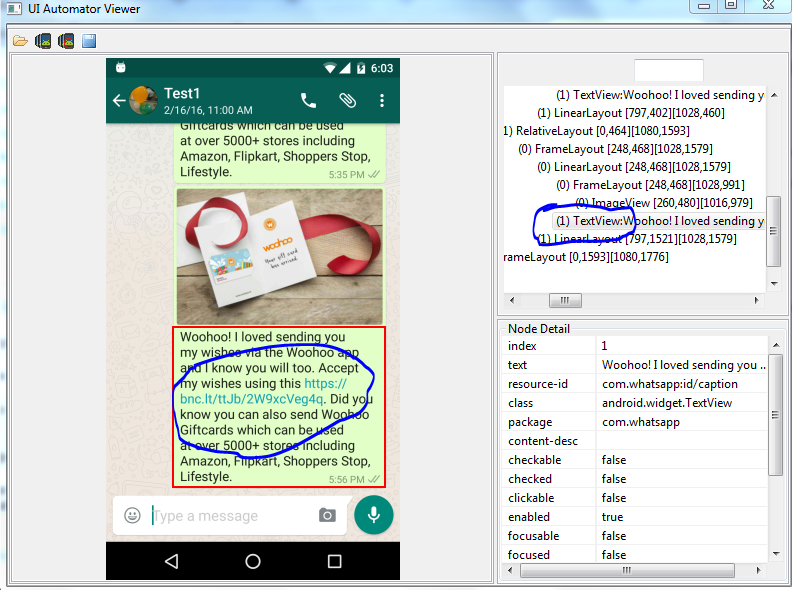 UI Automator Viewer
6:03
Test1
2/16/16, 11:00 AM
Giftcards which can be used
at over 5000+ stores including
Amazon, Flipkart, Shoppers Stop,
Lifestyle.
5:35 PM
woohoo
Your gift card
has arrived.
Woohoo! I loved sending you
my wishes via the Woohoo app
and I know you will too. Accept
my wishes using this https://
bnc.lt/ttJb/2W9xcVeg4q. Did you
know you can also send Woohoo
Giftcards which can be used
at over 5000+ stores including
Amazon, Flipkart, Shoppers Stop,
Lifestyle.
5:56 PM
Type a message
(1) TextView:Woohoo! I loved sending yo
(1) LinearLayout [797,402][1028,460]
1) RelativeLayout [0,464][1080,1593]
(0) FrameLayout [248,468][1028,1579]
(0) LinearLayout [248,468][1028,1579]
(0) FrameLayout [248,468][1028,991]
(0) ImageView [260,480][1016,979]
(1) TextView:Woohoo! I loved sending yo
(1) LinearLayout [797,1521][1028,1579]
rameLayout [0,1593][1080,1776]
Node Detail
index 1
text Woohoo! I loved sending you ...
resource-id com.whatsapp:id/caption
class android.widget.TextView
package com.whatsapp
content-desc
checkable false
checked false
clickable false
enabled true
focusable false
focused false